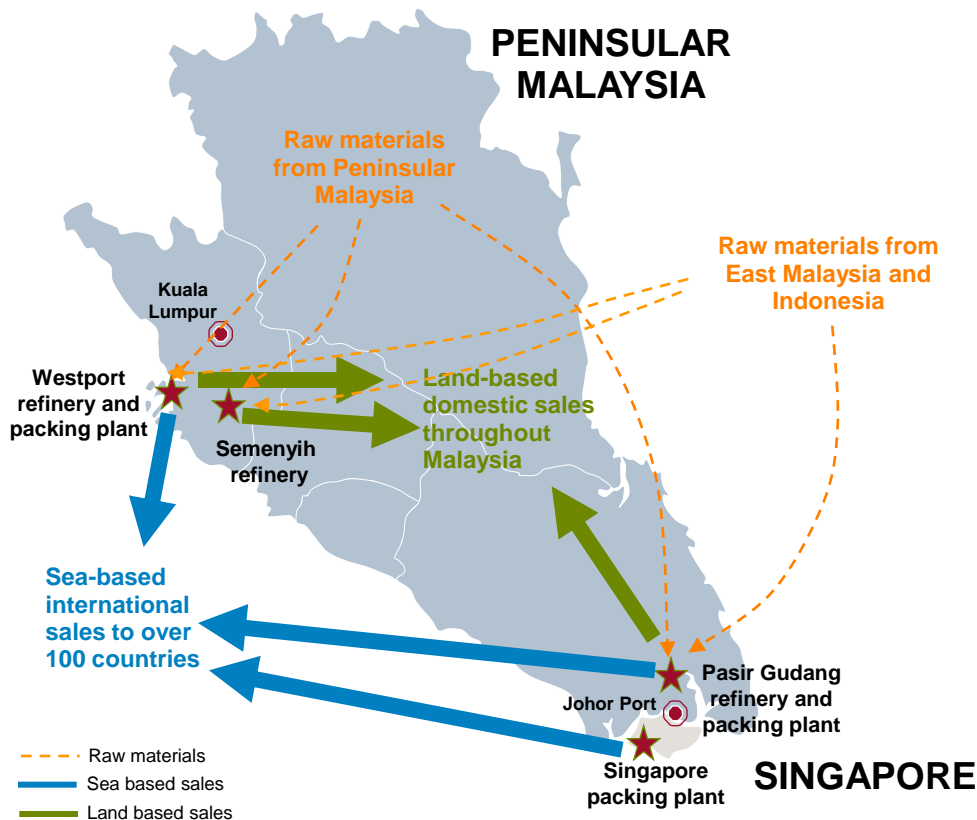 PENINSULAR
MALAYSIA
Raw materials
from Peninsular
Malaysia
Raw materials from
East Malaysia and
Indonesia
Kuala
Lumpur
Westport
refinery and
packing plant
Land-based
domestic sales
throughout
Malaysia
Semenyih
refinery
Sea-based
international
sales to over
100 countries
Pasir Gudang
refinery and
packing plant
Johor Port
Singapore
packing plant
SINGAPORE
Raw materials
Sea based sales
Land based sales